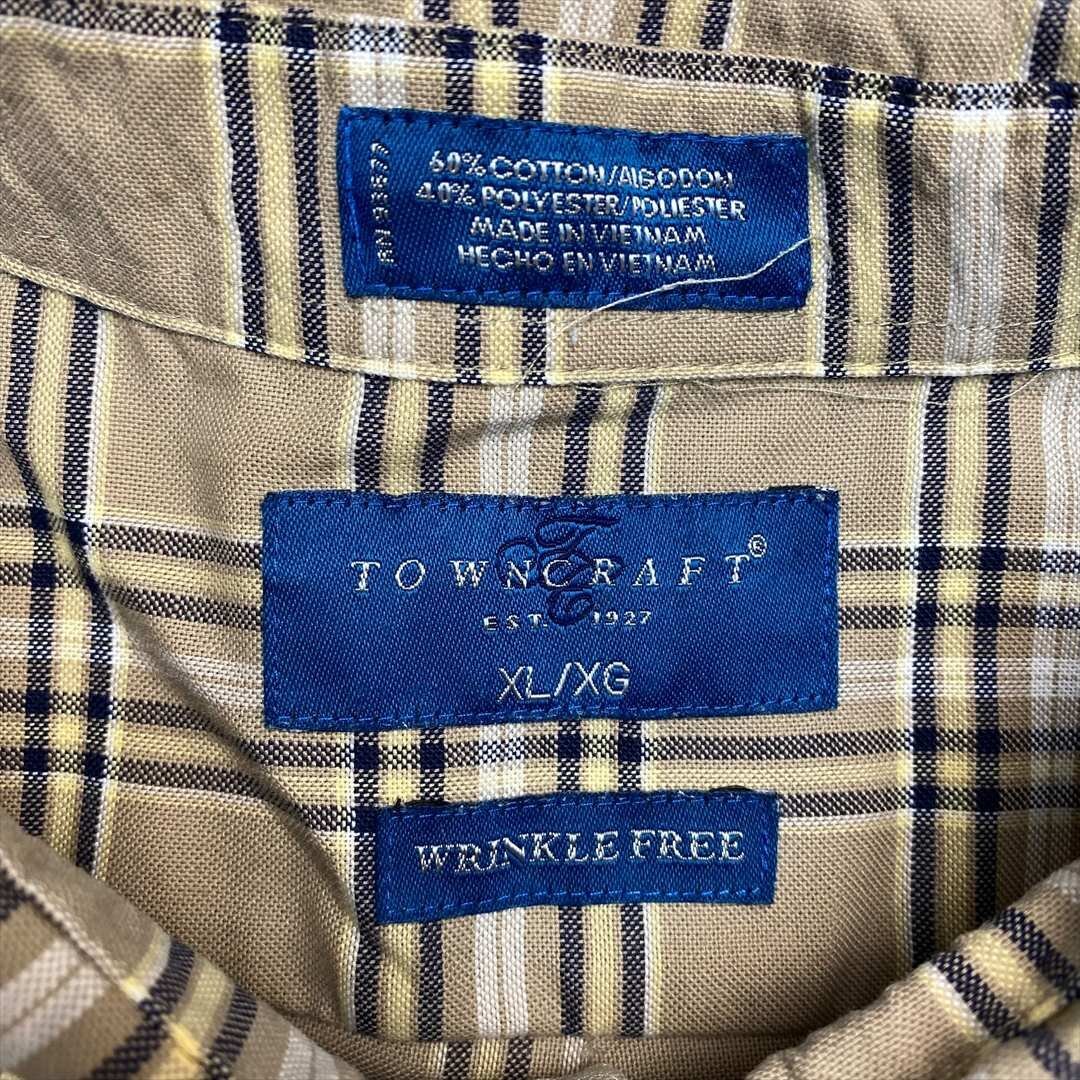 60% COTTON/ALGODON
40% POLYESTER/POLIESTER
MADE IN VIETNAM
HECHO EN VIETNAM
TOWNCRAFT®
EST. 1927
XL/XG
WRINKLE FREE